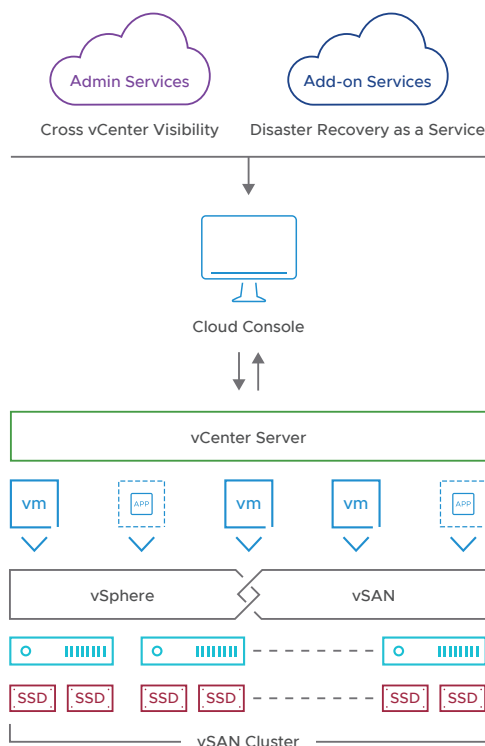 Admin Services Add-on Services
Cross vCenter Visibility Disaster Recovery as a Service
Cloud Console
vCenter Server
vm APP vm vm APP
vSphere vSAN
SSD SSD SSD SSD SSD SSD
vSAN Cluster